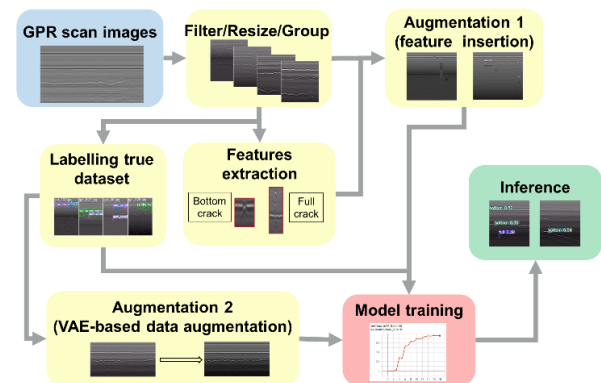 GPR scan images
Filter/Resize/Group
Augmentation 1
(feature insertion)
Labelling true
dataset
Features
extraction
Bottom
crack
Full
crack
Inference
Augmentation 2
(VAE-based data augmentation)
Model training